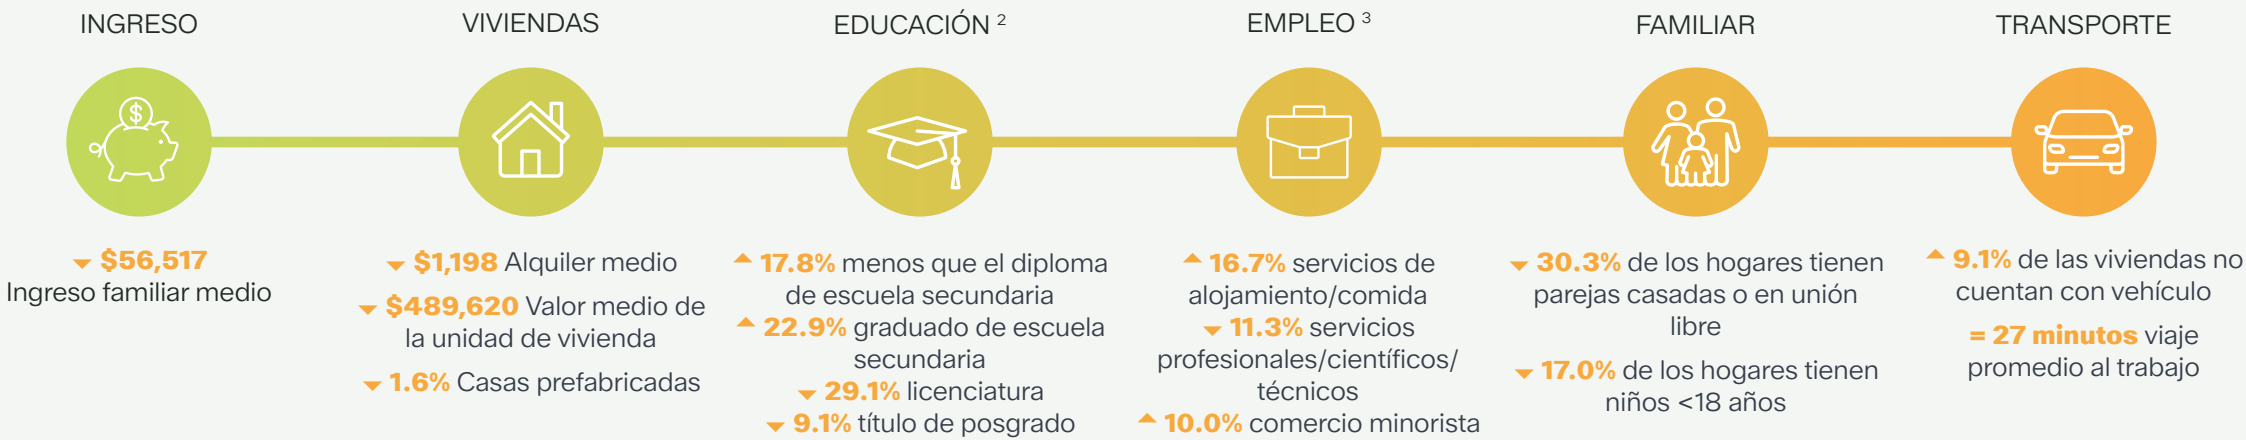 INGRESO
$
▼ $56,517
Ingreso familiar medio
VIVIENDAS
▼ $1,198 Alquiler medio
▼ $489,620 Valor medio de
la unidad de vivienda
▼ 1.6% Casas prefabricadas
EDUCACIÓN ²
▲ 17.8% menos que el diploma
de escuela secundaria
▲ 22.9% graduado de escuela
secundaria
▼ 29.1% licenciatura
▼ 9.1% título de posgrado
EMPLEO ³
▲ 16.7% servicios de
alojamiento/comida
▼ 11.3% servicios
profesionales/científicos/
técnicos
▲ 10.0% comercio minorista
FAMILIAR
▼ 30.3% de los hogares tienen
parejas casadas o en unión
libre
▼ 17.0% de los hogares tienen
niños <18 años
TRANSPORTE
▲ 9.1% de las viviendas no
cuentan con vehículo
= 27 minutos viaje
promedio al trabajo